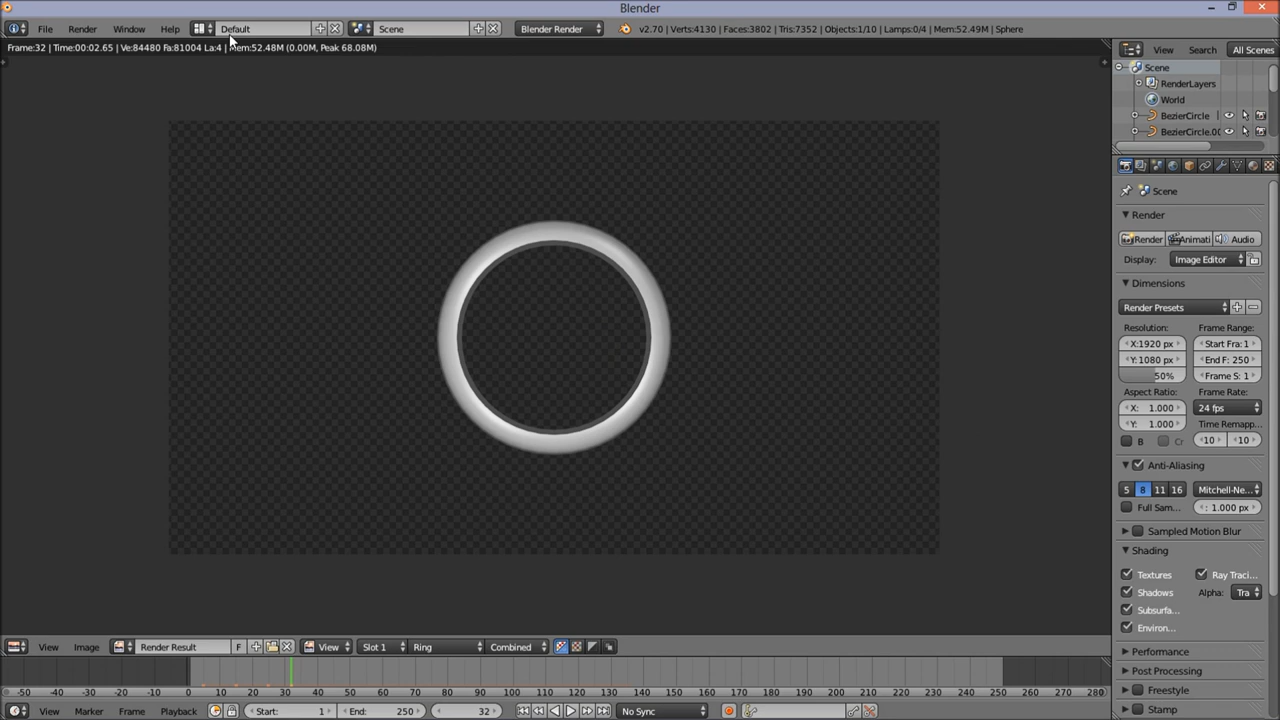 Blender
File Render Window Help Default Scene Blender Render v2.70 | Verts:4130 | Faces:3802 | Tris:7352 | Objects:1/10 | Lamps:0/4 | Mem:52.49M | Sphere
Frame:32 | Time:00:02.65 | Ve:84480 Fa:81004 La:4 | Mem:52.48M (0.00M, Peak 68.08M)
View Search All Scenes
Scene
RenderLayers
World
BezierCircle
BezierCircle.00
Scene
Render
Render Animati Audio
Display: Image Editor
Dimensions
Render Presets
Resolution: Frame Range:
X:1920 px Start Fra: 1
Y:1080 px End F: 250
50% Frame S: 1
Aspect Ratio: Frame Rate:
X: 1.000 24 fps
Y: 1.000 Time Remapp...
B Cr 10 10
Anti-Aliasing
5 8 11 16 Mitchell-Ne...
Full Sam... : 1.000 px
Sampled Motion Blur
Shading
Textures Ray Traci...
Shadows Alpha: Tra
Subsurfa...
Environ...
Performance
Post Processing
Freestyle
Stamp
View Image Render Result F View Slot 1 Ring Combined
-50 -40 -30 -20 -10 0 10 20 30 40 50 60 70 80 90 100 110 120 130 140 150 160 170 180 190 200 210 220 230 240 250 260 270 280
View Marker Frame Playback Start: 1 End: 250 32 No Sync